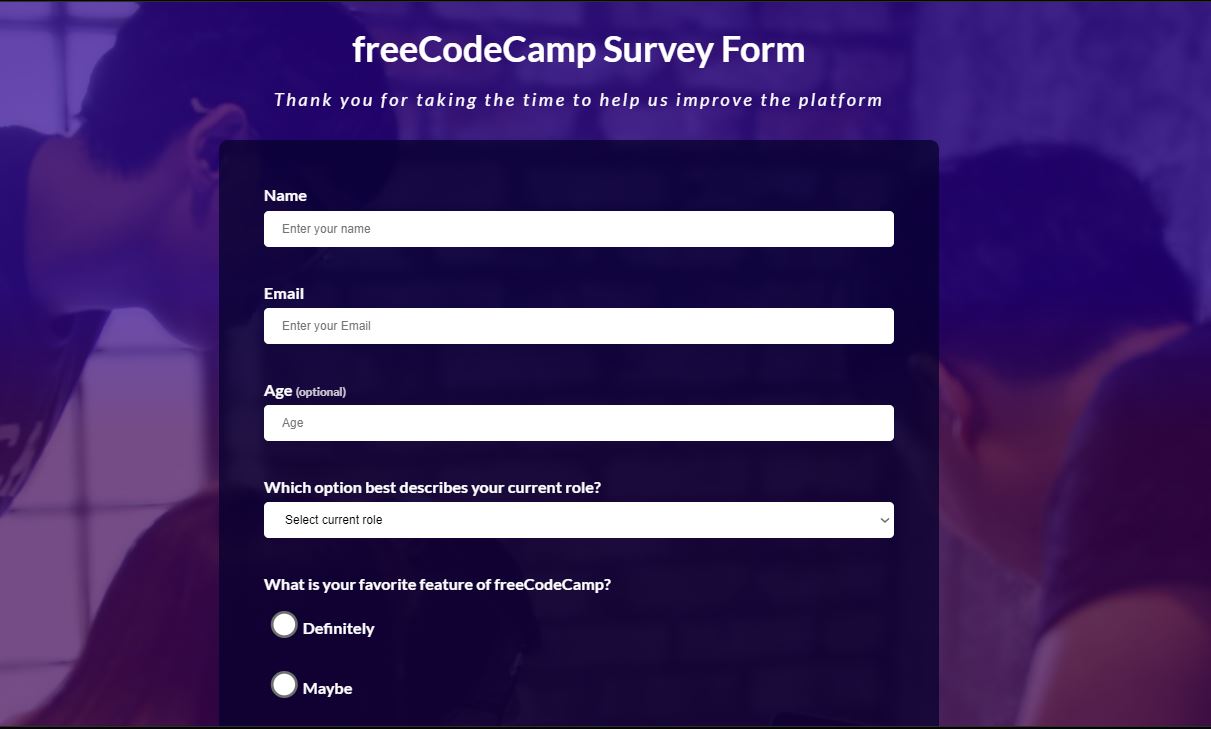 freeCodeCamp Survey Form
Thank you for taking the time to help us improve the platform
Name
Enter your name
Email
Enter your Email
Age (optional)
Age
Which option best describes your current role?
Select current role
What is your favorite feature of freeCodeCamp?
Definitely
Maybe